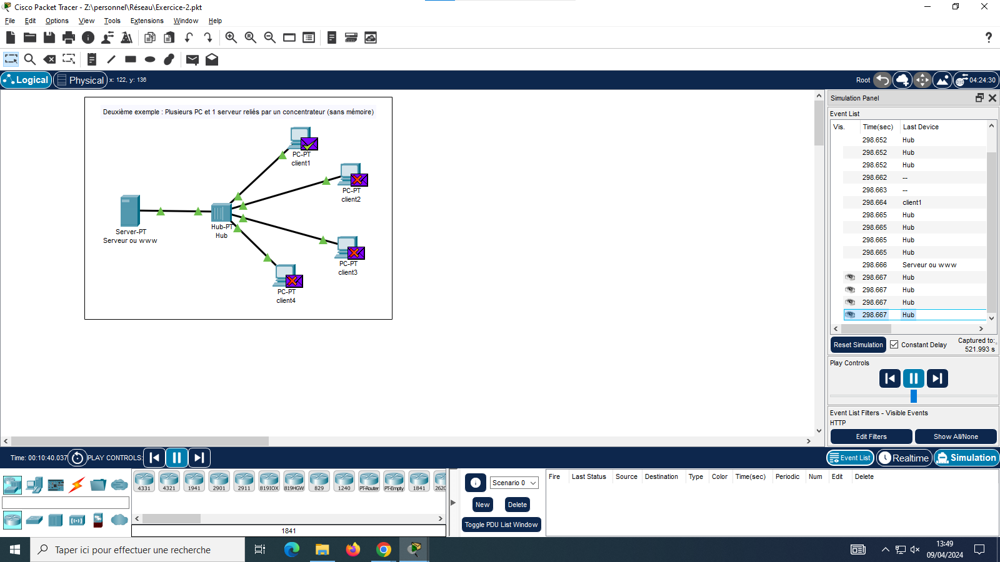 Cisco Packet Tracer - Z:\personnel\Réseau\Exercice-2.pkt
File Edit Options View Tools Extensions Window Help
Logical Physical x: 122, y: 136 Root 04:24:30
Deuxième exemple : Plusieurs PC et 1 serveur reliés par un concentrateur (sans mémoire)
PC-PT
client1
PC-PT
client2
Server-PT
Serveur ou www
Hub-PT
Hub
PC-PT
client3
PC-PT
client4
Simulation Panel
Event List
Vis. Time(sec) Last Device
298.652 Hub
298.652 Hub
298.652 Hub
298.662 --
298.663 --
298.664 client1
298.665 Hub
298.665 Hub
298.665 Hub
298.665 Hub
298.666 Serveur ou www
298.667 Hub
298.667 Hub
298.667 Hub
298.667 Hub
Reset Simulation Constant Delay Captured to:
521.993 s
Play Controls
Event List Filters - Visible Events
HTTP
Edit Filters Show All/None
Time: 00:10:40.037 PLAY CONTROLS: Event List Realtime Simulation
4331 4321 1941 2901 2911 819IOX 819HGW 829 1240 PT-Router PT-Empty 1841 2620
1841
Scenario 0
New Delete
Toggle PDU List Window
Fire Last Status Source Destination Type Color Time(sec) Periodic Num Edit Delete
Taper ici pour effectuer une recherche
13:49
09/04/2024